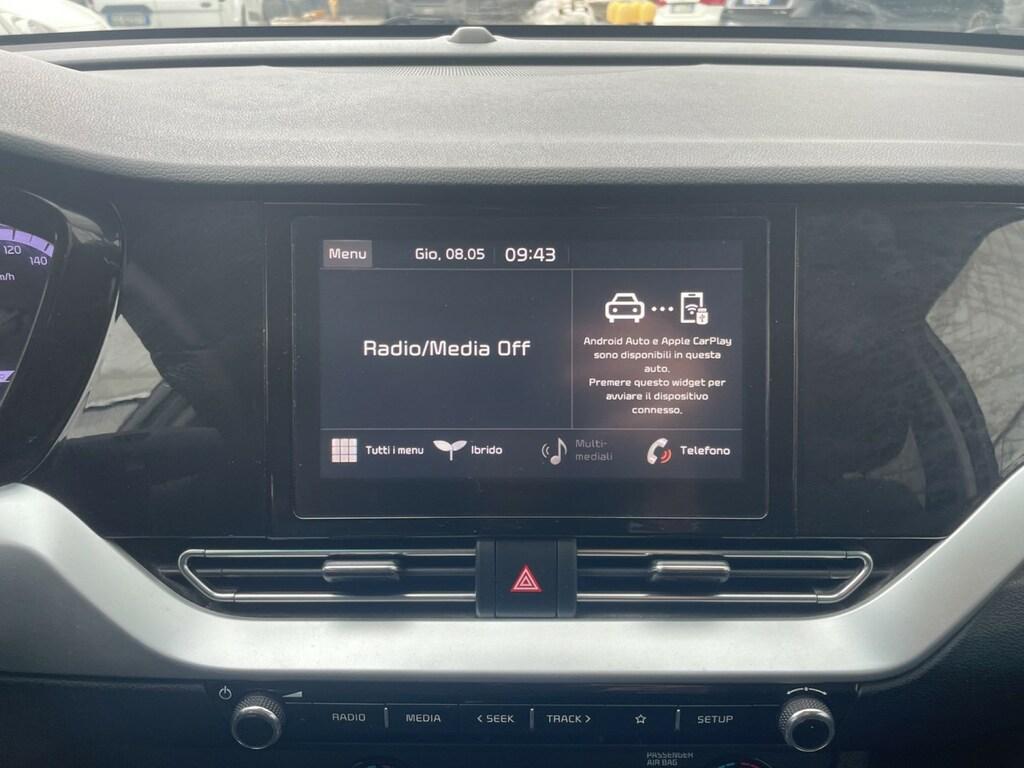 120
140
m/h
Menu
Gio, 08.05
09:43
Radio/Media Off
Android Auto e Apple CarPlay
sono disponibili in questa
auto.
Premere questo widget per
avviare il dispositivo
connesso.
Tutti i menu
Ibrido
Multi-
mediali
Telefono
RADIO
MEDIA
< SEEK
TRACK >
SETUP
PASSENGER
AIR BAG